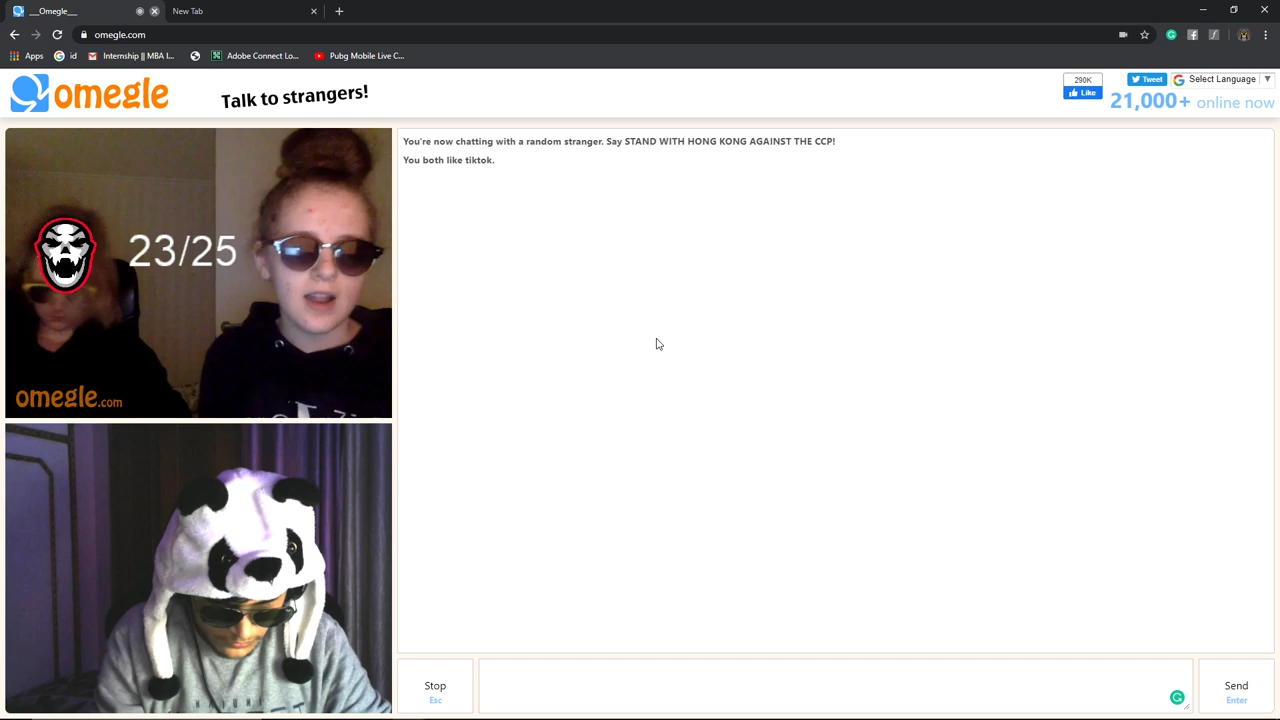 __Omegle__
New Tab
omegle.com
Apps
id
Internship || MBA I...
Adobe Connect Lo...
Pubg Mobile Live C...
omegle
Talk to strangers!
290K
Like
Tweet
Select Language
21,000+ online now
You're now chatting with a random stranger. Say STAND WITH HONG KONG AGAINST THE CCP!
You both like tiktok.
23/25
omegle.com
Stop
Esc
Send
Enter